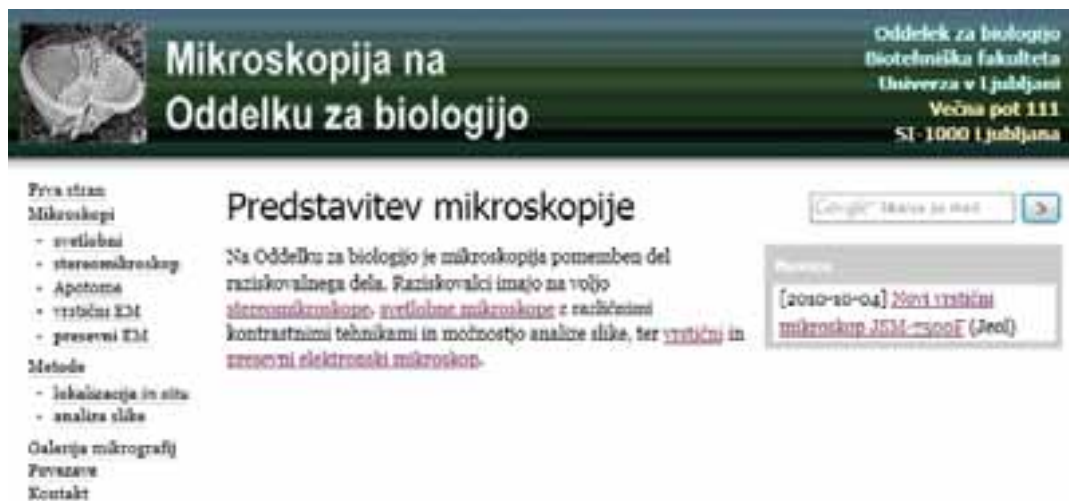 Mikroskopija na
Oddelku za biologijo
Oddelek za biologijo
Biotehniška fakulteta
Univerza v Ljubljani
Večna pot 111
SI-1000 Ljubljana
Prva stran
Mikroskopi
- svetlobni
- stereomikroskop
- Apotome
- vrstični EM
- presevni EM
Metode
- lokalizacija in situ
- analiza slike
Galerija mikrografij
Povezave
Kontakt
Predstavitev mikroskopije
Na Oddelku za biologijo je mikroskopija pomemben del
raziskovalnega dela. Raziskovalci imajo na voljo
stereomikroskope, svetlobne mikroskope z različnimi
kontrastnimi tehnikami in možnostjo analize slike, ter vrstični in
presevni elektronski mikroskop.
Google
>
[2010-10-04] Novi vrstični
mikroskop JSM-7500F (Jeol)